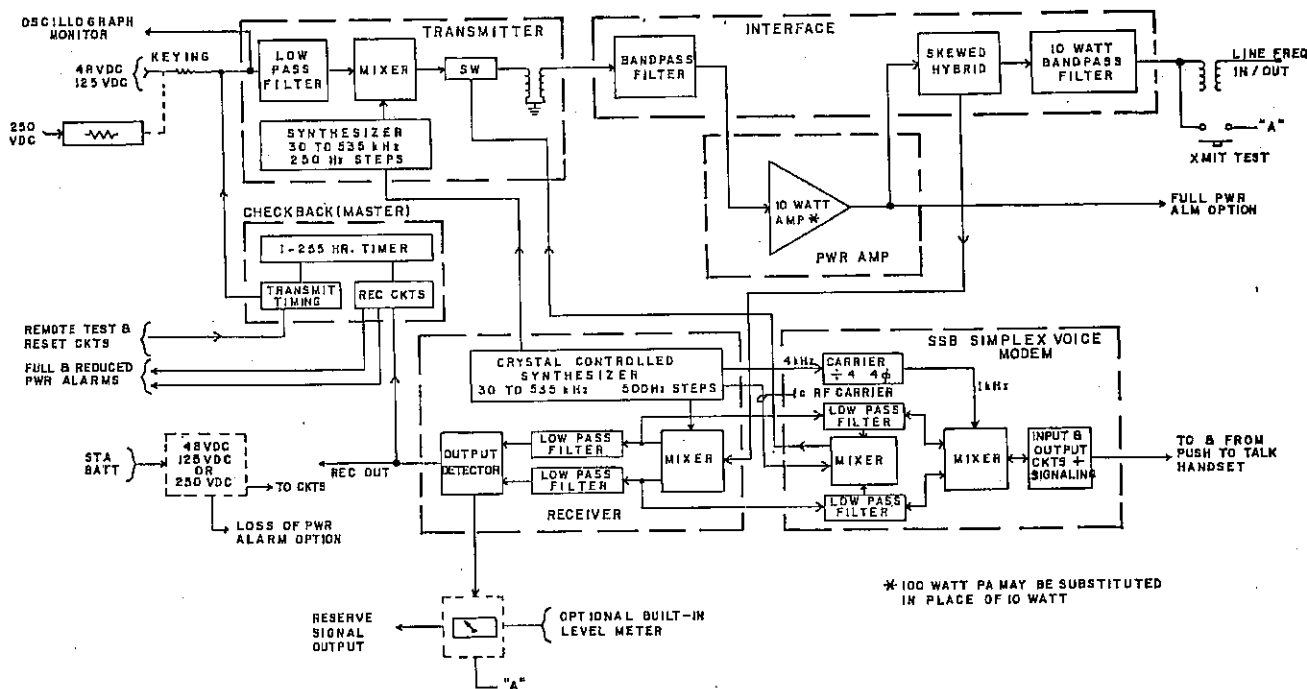 OSCILLOGRAPH
MONITOR
TRANSMITTER
INTERFACE
KEYING
48VDC
125VDC
LOW
PASS
FILTER
MIXER
SW
BANDPASS
FILTER
SKEWED
HYBRID
10 WATT
BANDPASS
FILTER
LINE FREQ
IN / OUT
250
VDC
SYNTHESIZER
30 TO 535 kHz
250 Hz STEPS
"A"
XMIT TEST
CHECKBACK (MASTER)
10 WATT
AMP *
PWR AMP
FULL PWR
ALM OPTION
1-255 HR. TIMER
TRANSMIT
TIMING
REC CKTS
REMOTE TEST &
RESET CKTS
FULL & REDUCED
PWR ALARMS
CRYSTAL CONTROLLED
SYNTHESIZER
30 TO 535 kHz 500Hz STEPS
SSB SIMPLEX VOICE
MODEM
4kHz
CARRIER
÷ 4 4ϕ
1kHz
RF CARRIER
LOW PASS
FILTER
STA
BATT
48VDC
125VDC
OR
250VDC
REC OUT
TO CKTS
OUTPUT
DETECTOR
LOW PASS
FILTER
LOW PASS
FILTER
MIXER
MIXER
MIXER
INPUT &
OUTPUT
CKTS +
SIGNALING
TO & FROM
PUSH TO TALK
HANDSET
LOW PASS
FILTER
RECEIVER
LOSS OF PWR
ALARM OPTION
* 100 WATT PA MAY BE SUBSTITUTED
IN PLACE OF 10 WATT
RESERVE
SIGNAL
OUTPUT
OPTIONAL BUILT-IN
LEVEL METER
"A"